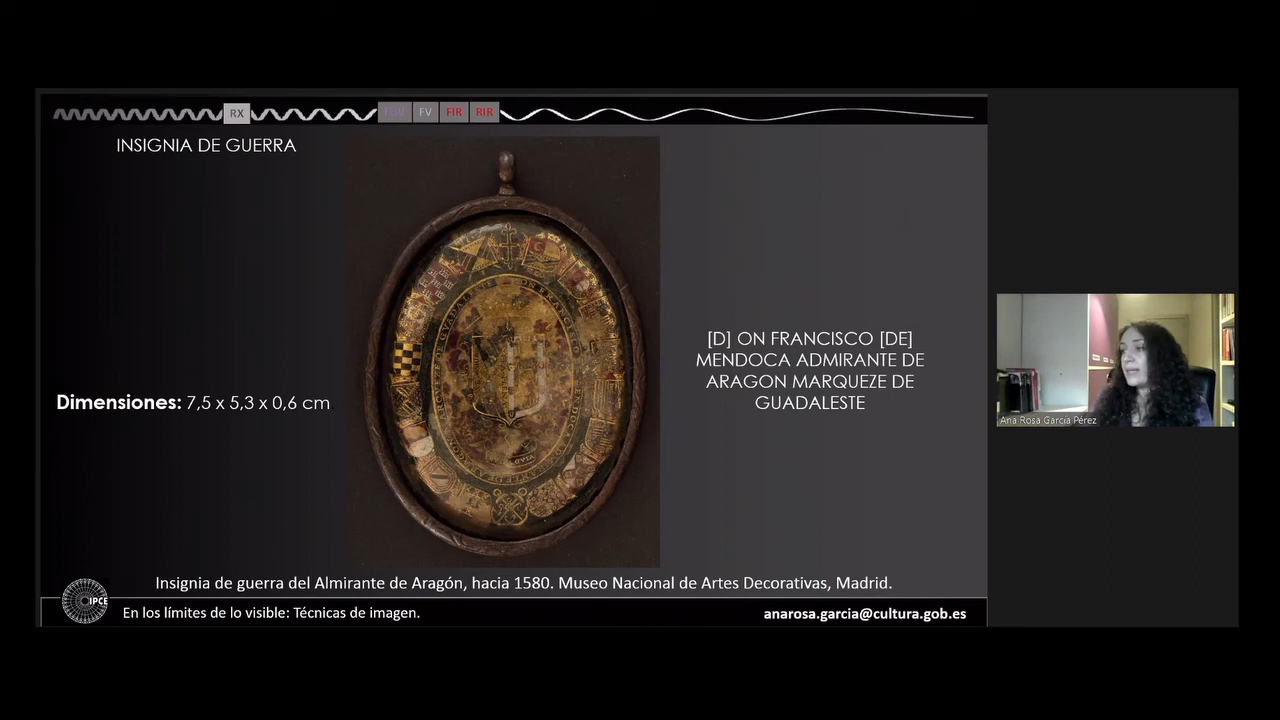 RX
FV
FIR
RIR
INSIGNIA DE GUERRA
Dimensiones: 7,5 x 5,3 x 0,6 cm
[D] ON FRANCISCO [DE]
MENDOCA ADMIRANTE DE
ARAGON MARQUEZE DE
GUADALESTE
Ana Rosa García Pérez
Insignia de guerra del Almirante de Aragón, hacia 1580. Museo Nacional de Artes Decorativas, Madrid.
IPCE
En los límites de lo visible: Técnicas de imagen.
anarosa.garcia@cultura.gob.es